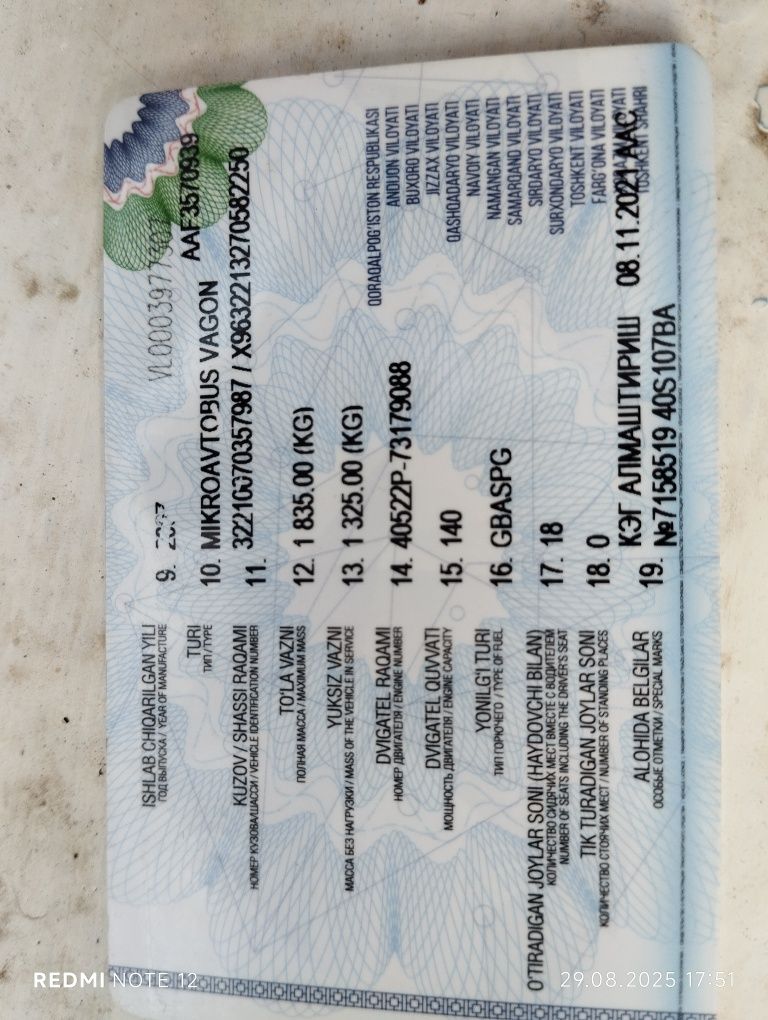 ISHLAB CHIQARILGAN YILI 9.
ГОД ВЫПУСКА / YEAR OF MANUFACTURE
TURI 10. MIKROAVTOBUS VAGON AAF3570939
ТИП / TYPE
KUZOV / SHASSI RAQAMI 11. 32210070357987 / X9632213270582250
НОМЕР КУЗОВА/ШАССИ / VEHICLE IDENTIFICATION NUMBER
TO'LA VAZNI 12. 1 835.00 (KG)
ПОЛНАЯ МАССА / MAXIMUM MASS
YUKSIZ VAZNI 13. 1 325.00 (KG)
МАССА БЕЗ НАГРУЗКИ / MASS OF THE VEHICLE IN SERVICE
DVIGATEL RAQAMI 14. 40522P-73179088
НОМЕР ДВИГАТЕЛЯ / ENGINE NUMBER
DVIGATEL QUVVATI 15. 140
МОЩНОСТЬ ДВИГАТЕЛЯ / ENGINE CAPACITY
YONILG'I TURI 16. GBASPG
ТИП ГОРЮЧЕГО / TYPE OF FUEL
O'TIRADIGAN JOYLAR SONI (HAYDOVCHI BILAN) 17. 18
КОЛИЧЕСТВО СИДЯЧИХ МЕСТ ВМЕСТЕ С ВОДИТЕЛЕМ
NUMBER OF SEATS INCLUDING THE DRIVER'S SEAT
TIK TURADIGAN JOYLAR SONI 18. 0
КОЛИЧЕСТВО СТОЯЧИХ МЕСТ / NUMBER OF STANDING PLACES
КЭГ АЛМАШТИРИШ 08.11.2021 AAC
ALOHIDA BELGILAR 19. №7158519 40S107BA
ОСОБЫЕ ОТМЕТКИ / SPECIAL MARKS
QORAQALPOG'ISTON RESPUBLIKASI
ANDIJON VILOYATI
BUXORO VILOYATI
JIZZAX VILOYATI
QASHQADARYO VILOYATI
NAVOIY VILOYATI
NAMANGAN VILOYATI
SAMARQAND VILOYATI
SIRDARYO VILOYATI
SURXONDARYO VILOYATI
TOSHKENT VILOYATI
FARG'ONA VILOYATI
VILOYATI
TOSHKENT SHAHRI
REDMI NOTE 12
29.08.2025 17:51